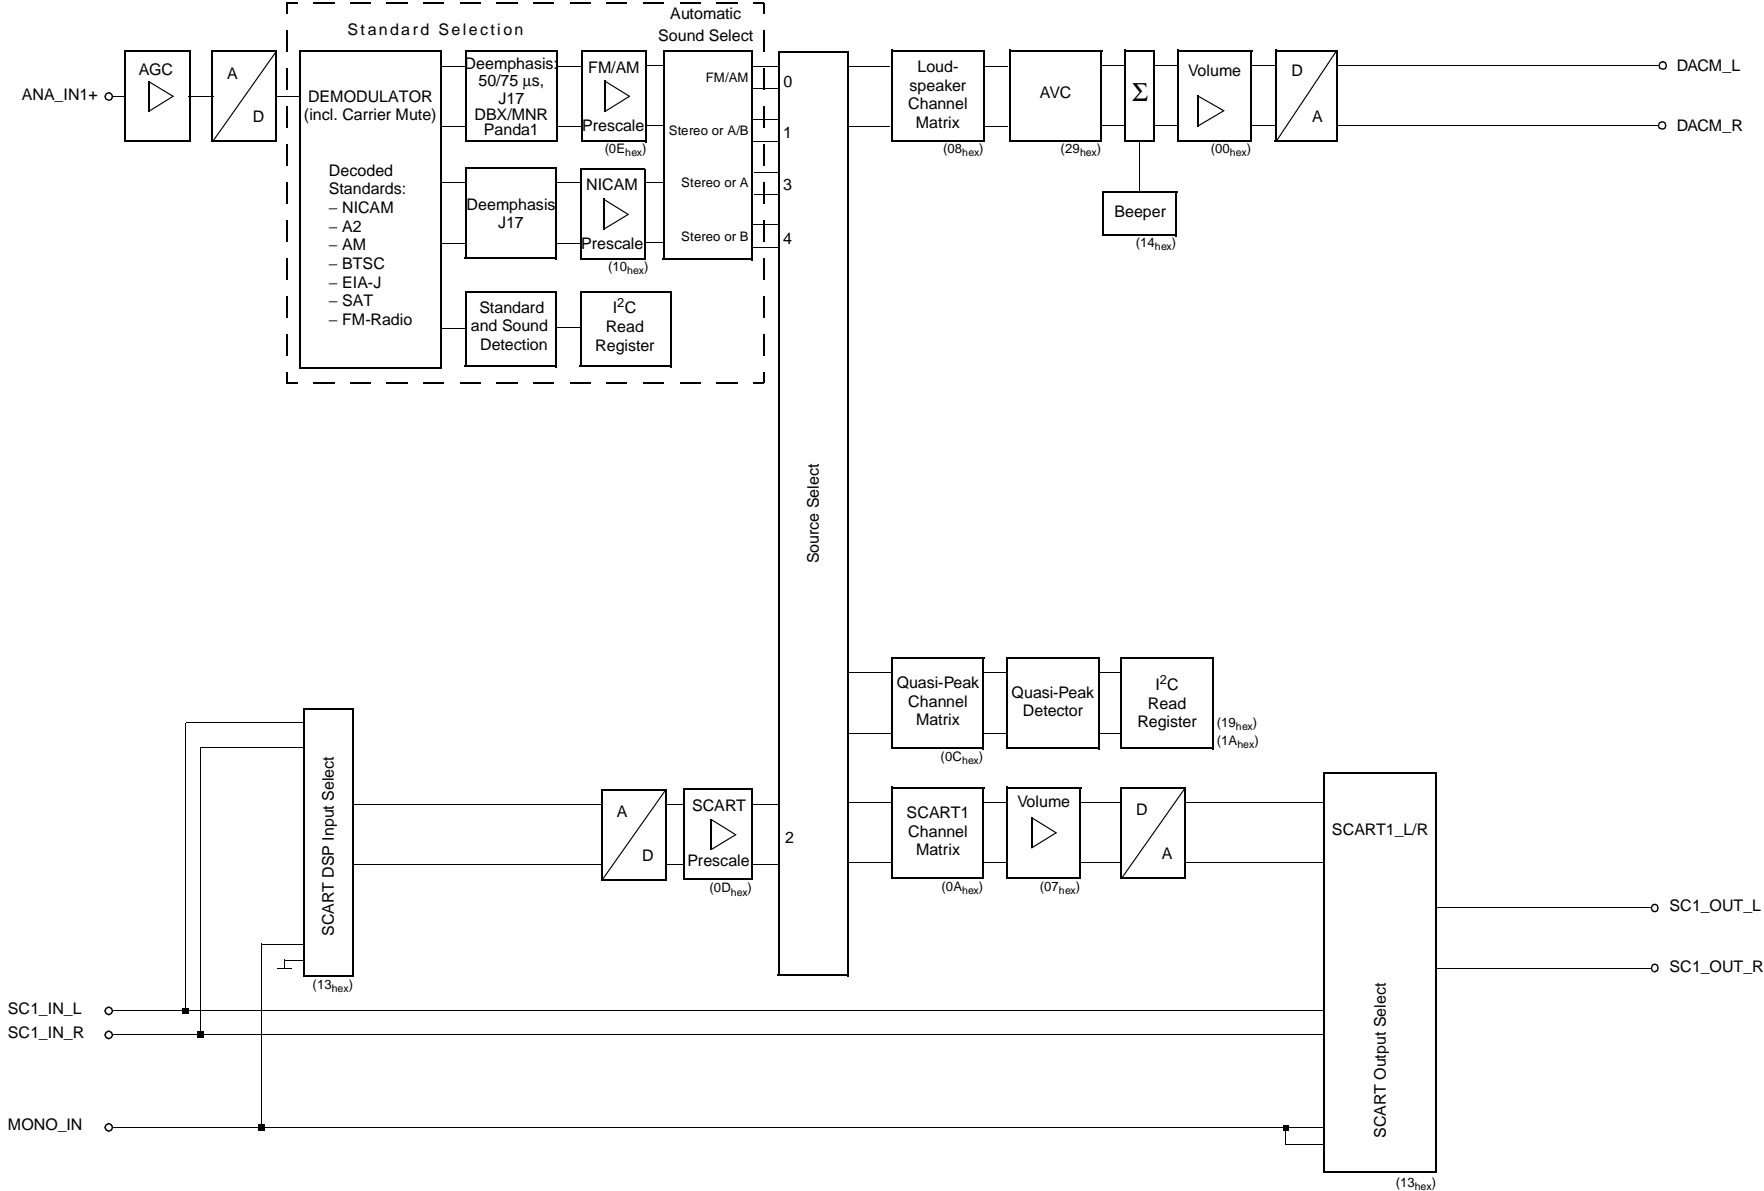 Standard Selection
Automatic
Sound Select
ANA_IN1+
AGC
A
D
DEMODULATOR
(incl. Carrier Mute)
Decoded
Standards:
– NICAM
– A2
– AM
– BTSC
– EIA-J
– SAT
– FM-Radio
Deemphasis:
50/75 µs,
J17
DBX/MNR
Panda1
FM/AM
Prescale
(0Ehex)
Deemphasis
J17
NICAM
Prescale
(10hex)
Standard
and Sound
Detection
I2C
Read
Register
FM/AM
Stereo or A/B
Stereo or A
Stereo or B
0
1
3
4
2
Source Select
Loud-
speaker
Channel
Matrix
(08hex)
AVC
(29hex)
Σ
Beeper
(14hex)
Volume
(00hex)
D
A
DACM_L
DACM_R
Quasi-Peak
Channel
Matrix
(0Chex)
Quasi-Peak
Detector
I2C
Read
Register
(19hex)
(1Ahex)
SCART DSP Input Select
(13hex)
A
D
SCART
Prescale
(0Dhex)
SCART1
Channel
Matrix
(0Ahex)
Volume
(07hex)
D
A
SCART1_L/R
SCART Output Select
(13hex)
SC1_OUT_L
SC1_OUT_R
SC1_IN_L
SC1_IN_R
MONO_IN